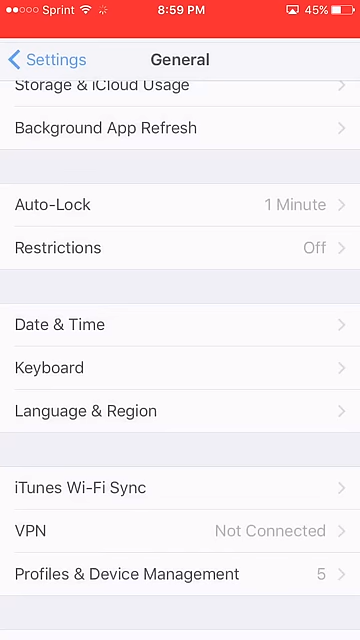 Sprint 8:59 PM 45%
Settings General
Storage & iCloud Usage
Background App Refresh
Auto-Lock 1 Minute
Restrictions Off
Date & Time
Keyboard
Language & Region
iTunes Wi-Fi Sync
VPN Not Connected
Profiles & Device Management 5